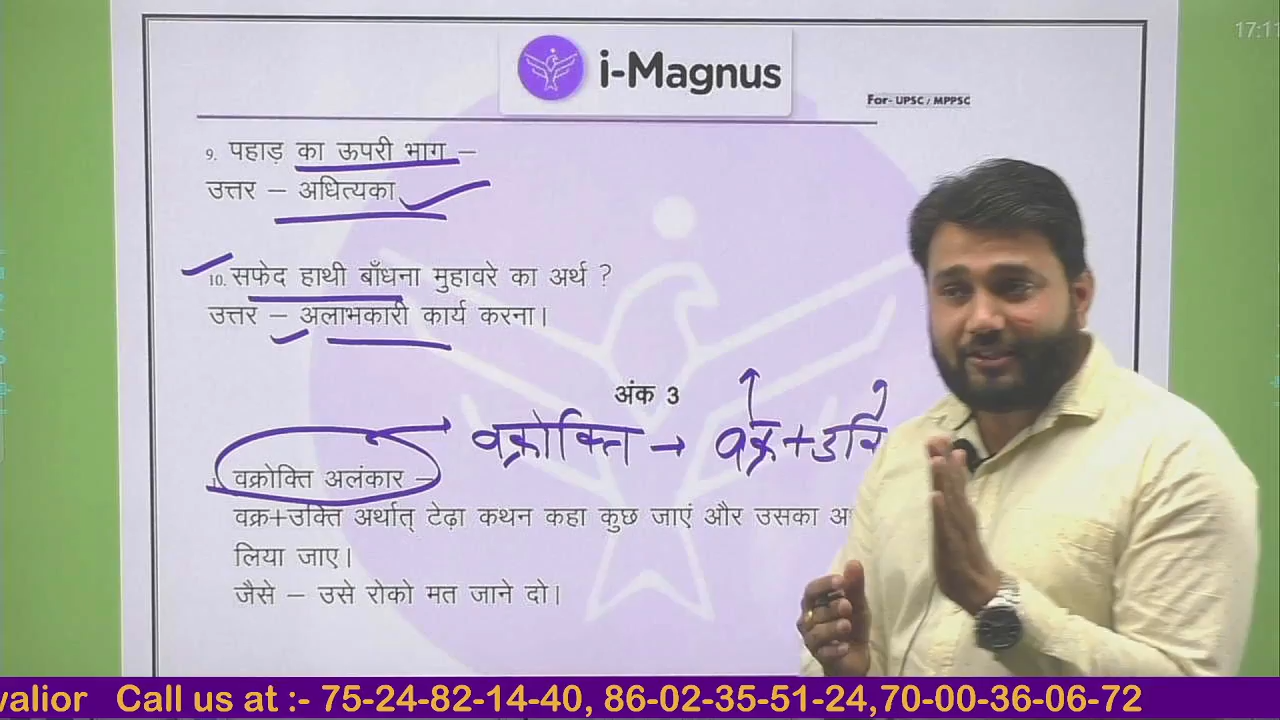 17:11
i-Magnus
For- UPSC / MPPSC
9. पहाड़ का ऊपरी भाग –
उत्तर – अधित्यका
10. सफेद हाथी बाँधना मुहावरे का अर्थ ?
उत्तर – अलाभकारी कार्य करना।
अंक 3
वक्रोक्ति → वक्र+उक्ति
वक्रोक्ति अलंकार –
वक्र+उक्ति अर्थात् टेढ़ा कथन कहा कुछ जाएं और उसका
लिया जाए।
जैसे – उसे रोको मत जाने दो।
valior Call us at :- 75-24-82-14-40, 86-02-35-51-24,70-00-36-06-72